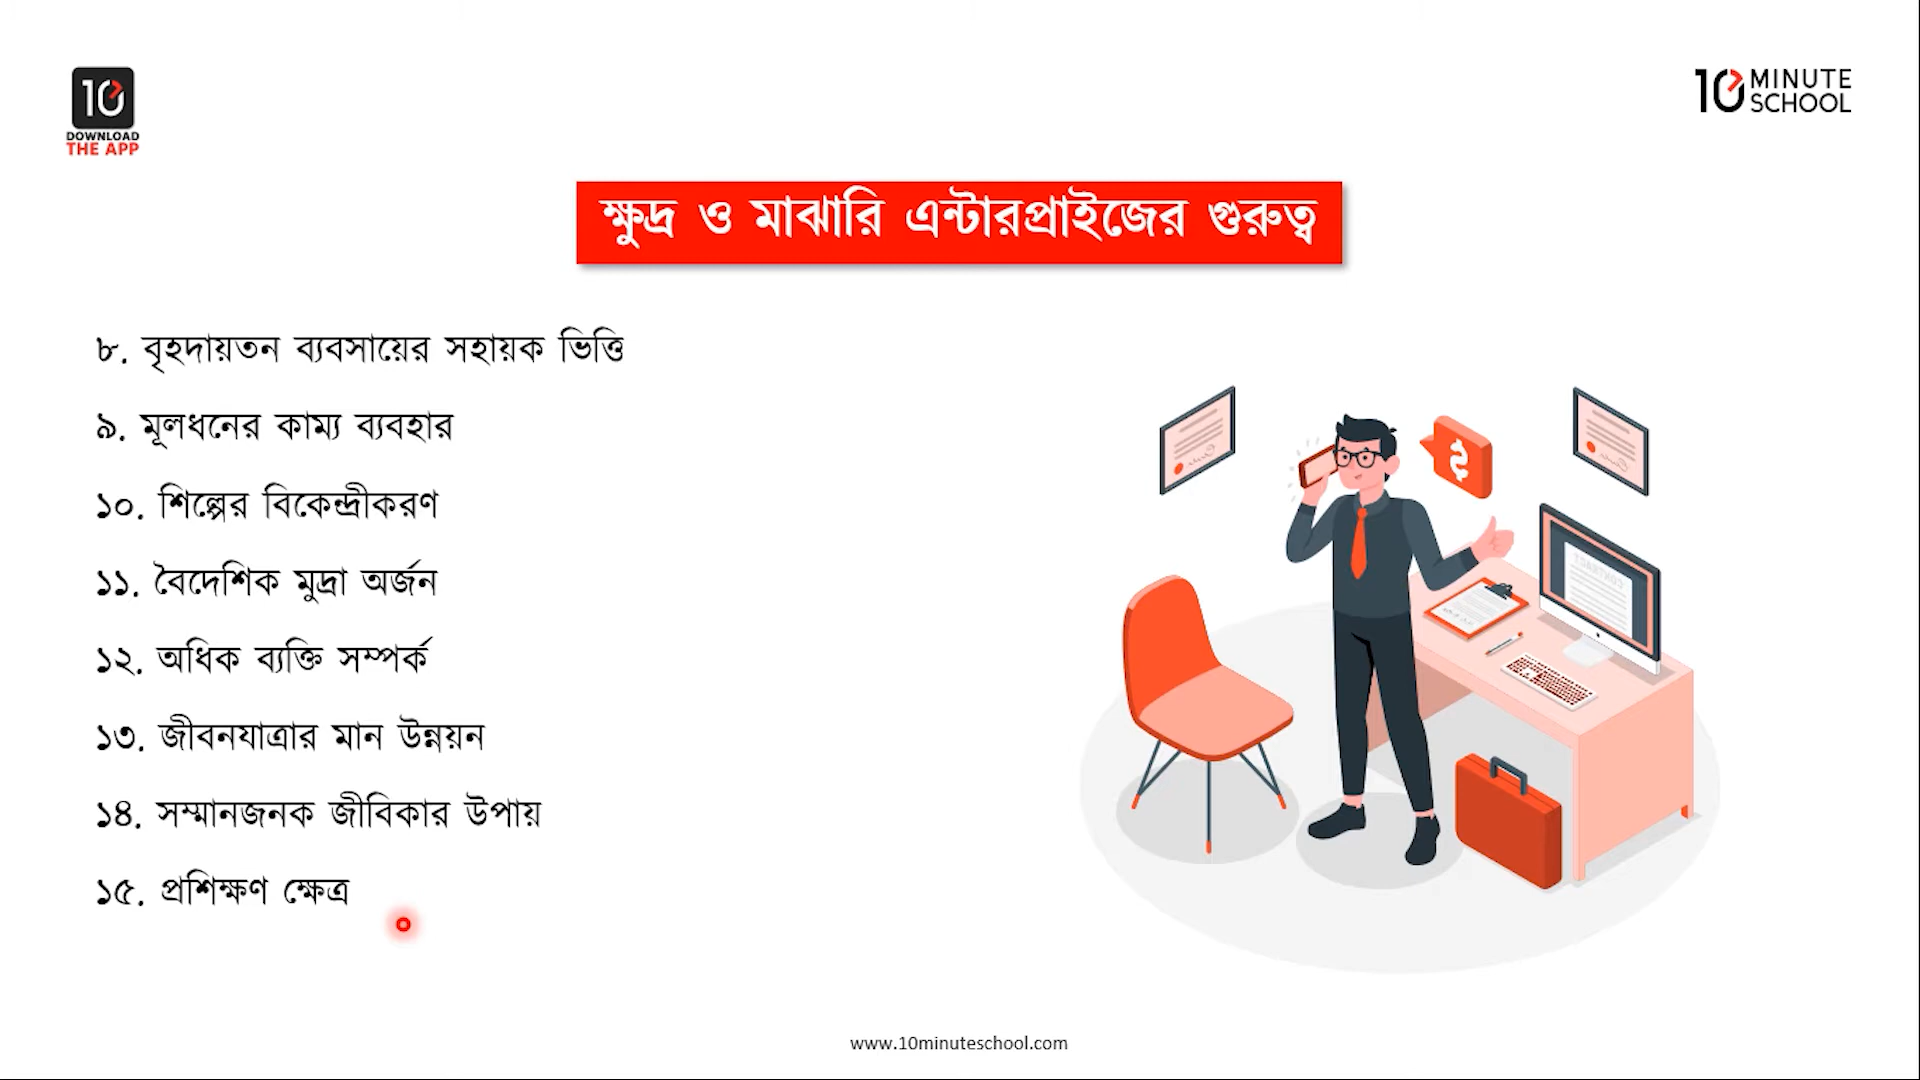 10
DOWNLOAD
THE APP
10 MINUTE
SCHOOL
ক্ষুদ্র ও মাঝারি এন্টারপ্রাইজের গুরুত্ব
৮. বৃহদায়তন ব্যবসায়ের সহায়ক ভিত্তি
৯. মূলধনের কাম্য ব্যবহার
১০. শিল্পের বিকেন্দ্রীকরণ
১১. বৈদেশিক মুদ্রা অর্জন
১২. অধিক ব্যক্তি সম্পর্ক
১৩. জীবনযাত্রার মান উন্নয়ন
১৪. সম্মানজনক জীবিকার উপায়
১৫. প্রশিক্ষণ ক্ষেত্র
$
CONTRACT
www.10minuteschool.com